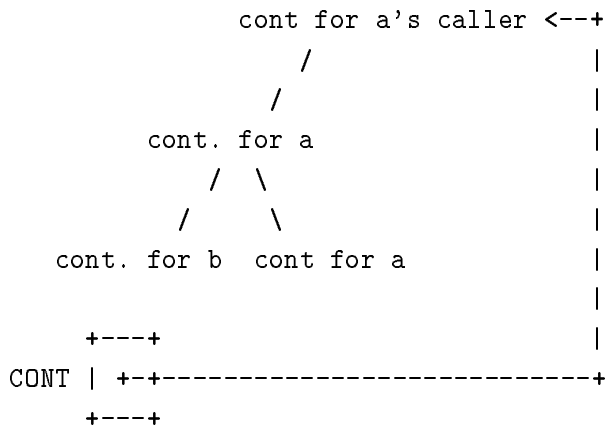 cont for a's caller <--+
/ |
/ |
cont. for a |
/ \ |
/ \ |
cont. for b cont for a |
|
+---+ |
CONT | +-+----------------------------+
+---+